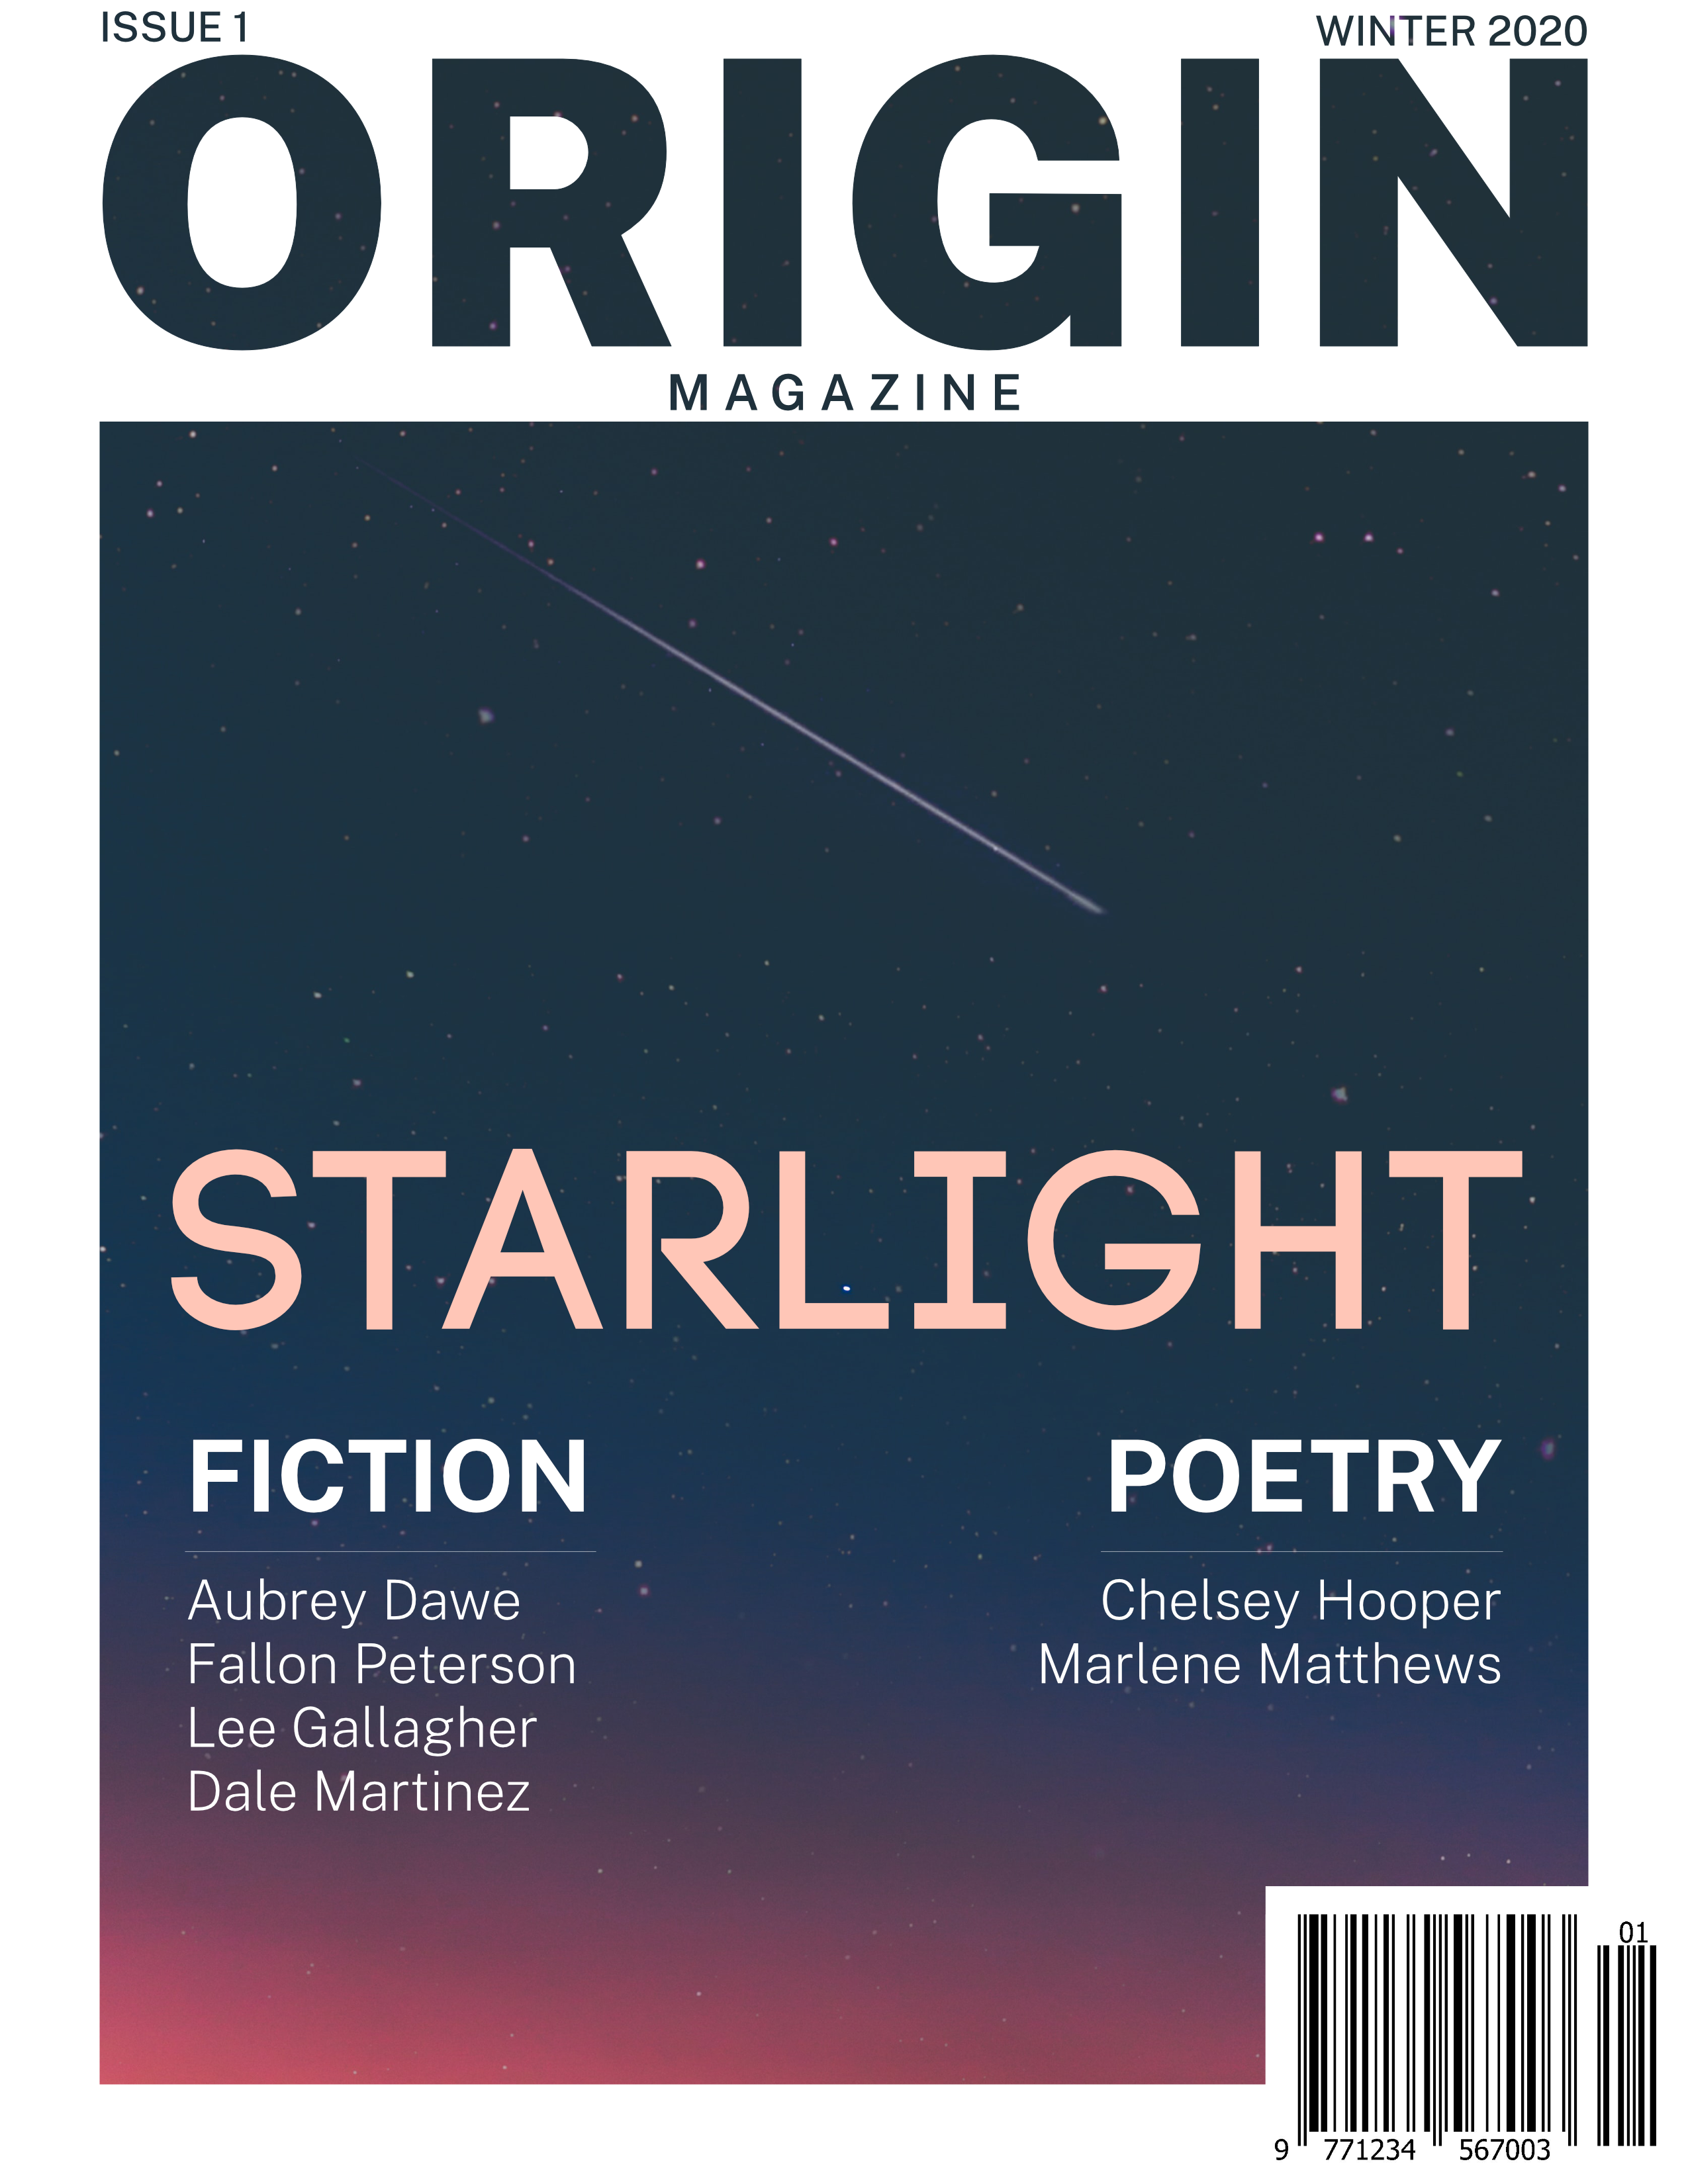 ISSUE 1
WINTER 2020
ORIGIN
MAGAZINE
STARLIGHT
FICTION
Aubrey Dawe
Fallon Peterson
Lee Gallagher
Dale Martinez
POETRY
Chelsey Hooper
Marlene Matthews
01
9 771234 567003